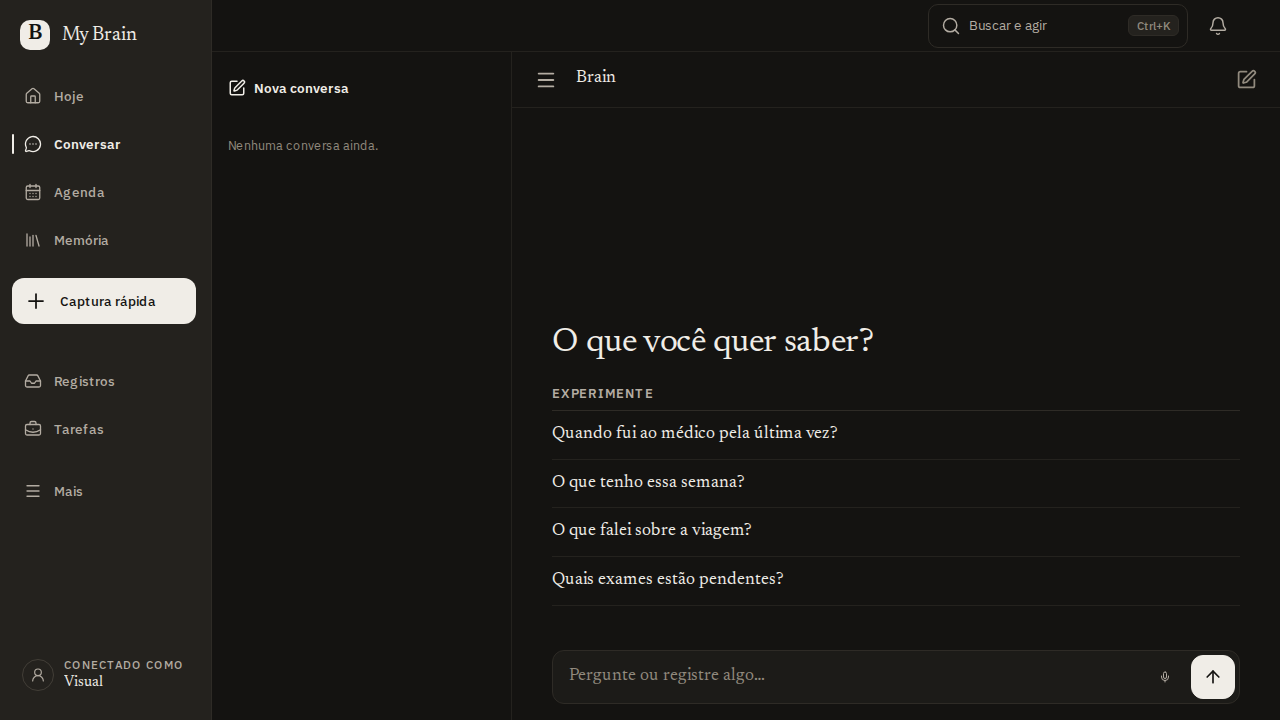 B My Brain
Hoje
Conversar
Agenda
Memória
Captura rápida
Registros
Tarefas
Mais
CONECTADO COMO
Visual
Buscar e agir
Ctrl+K
Nova conversa
Nenhuma conversa ainda.
Brain
O que você quer saber?
EXPERIMENTE
Quando fui ao médico pela última vez?
O que tenho essa semana?
O que falei sobre a viagem?
Quais exames estão pendentes?
Pergunte ou registre algo...